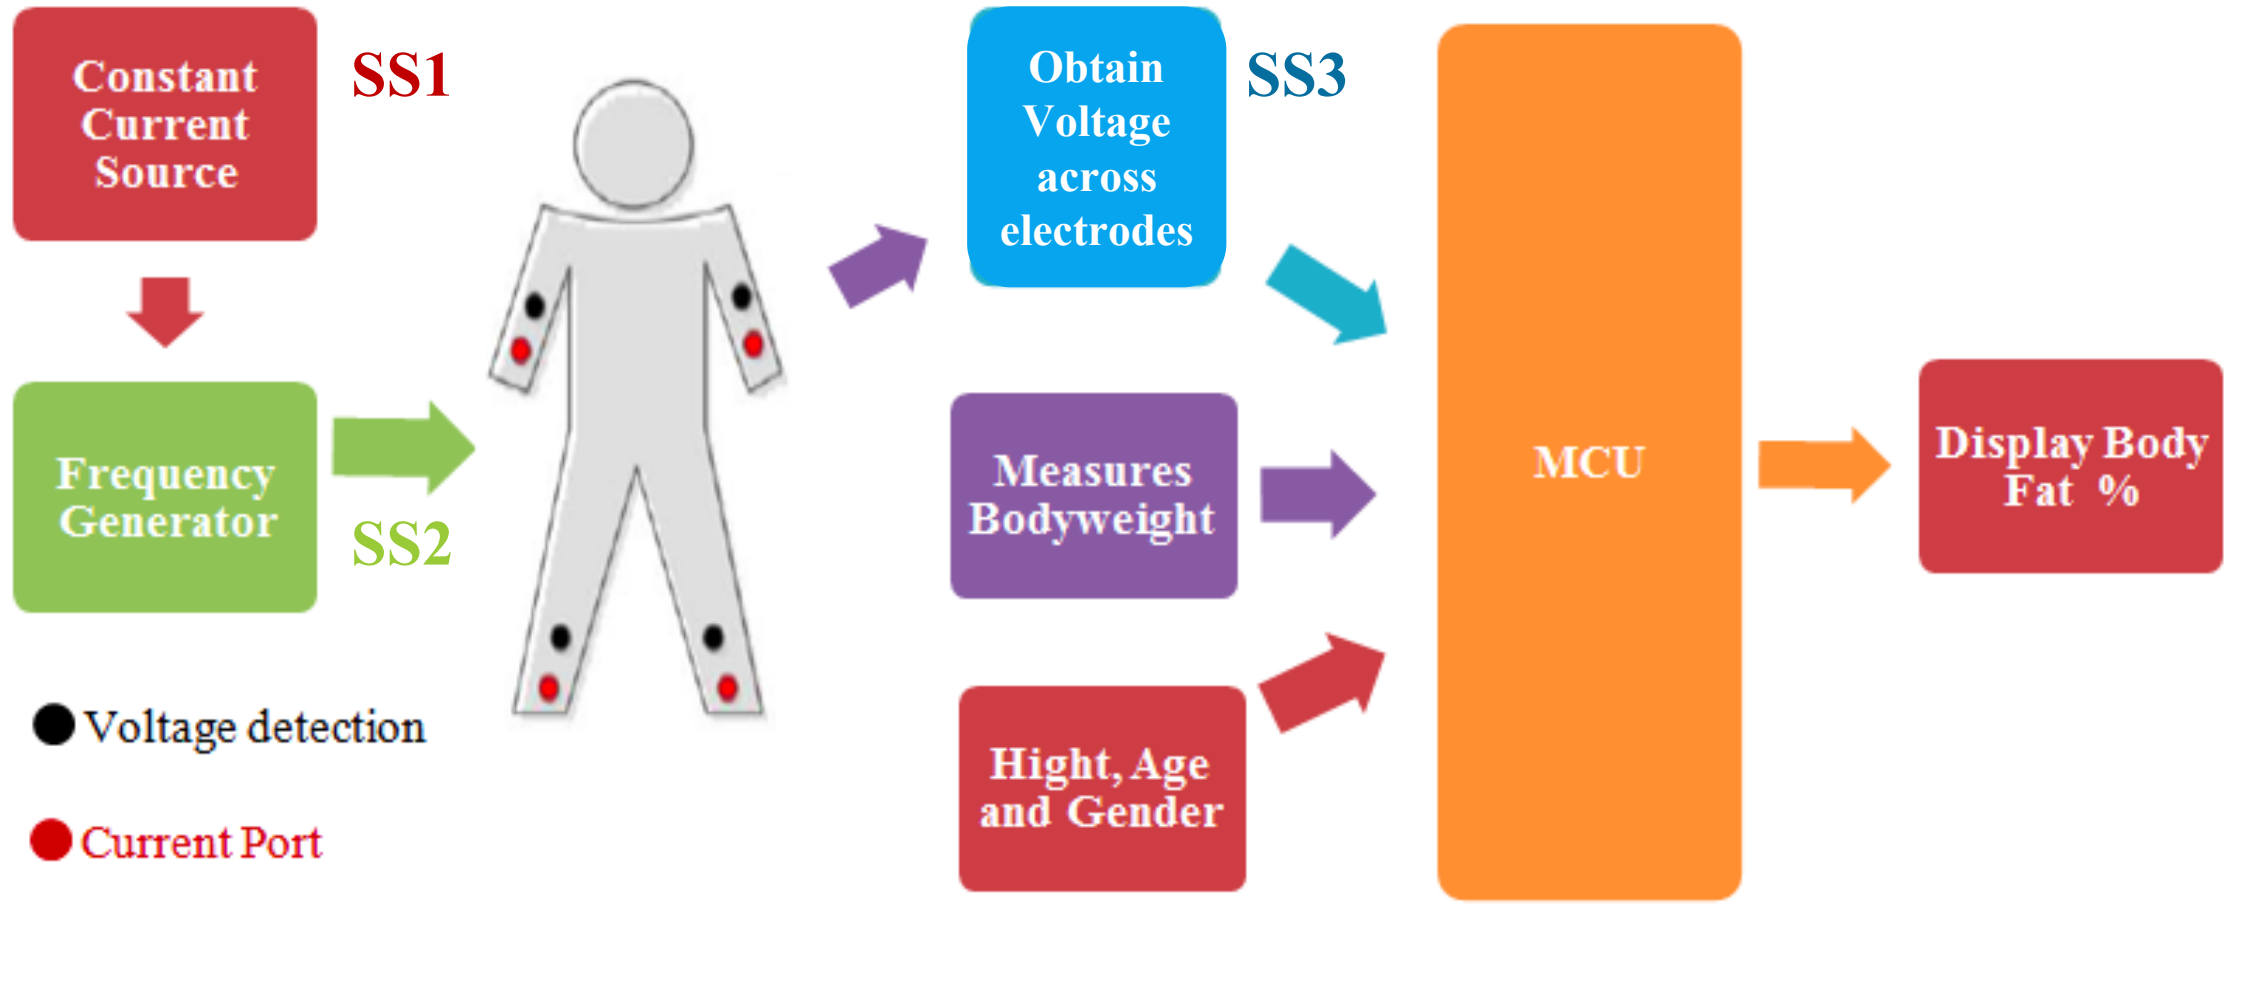 Constant
Current
Source
SS1
Frequency
Generator
SS2
Voltage detection
Current Port
Obtain
Voltage
across
electrodes
SS3
Measures
Bodyweight
Hight, Age
and Gender
MCU
Display Body
Fat %